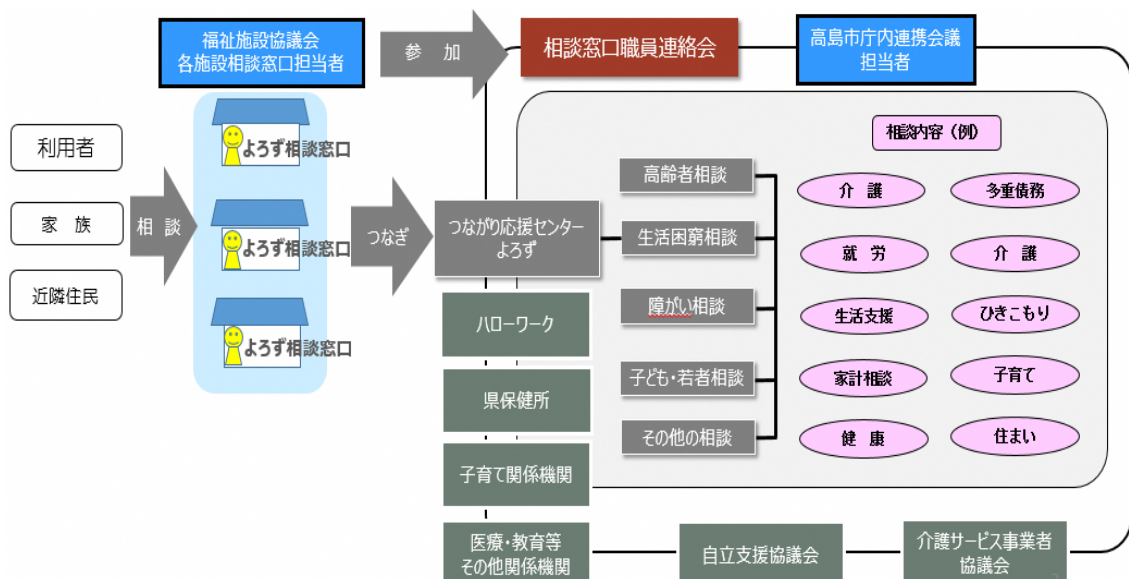 福祉施設協議会
各施設相談窓口担当者
参　加
相談窓口職員連絡会
高島市庁内連携会議
担当者
利用者
家　族
近隣住民
相　談
よろず相談窓口
よろず相談窓口
よろず相談窓口
つなぎ
つながり応援センター
よろず
ハローワーク
県保健所
子育て関係機関
医療・教育等
その他関係機関
高齢者相談
生活困窮相談
障がい相談
子ども・若者相談
その他の相談
相談内容（例）
介　護
多重債務
就　労
介　護
生活支援
ひきこもり
家計相談
子育て
健　康
住まい
自立支援協議会
介護サービス事業者
協議会